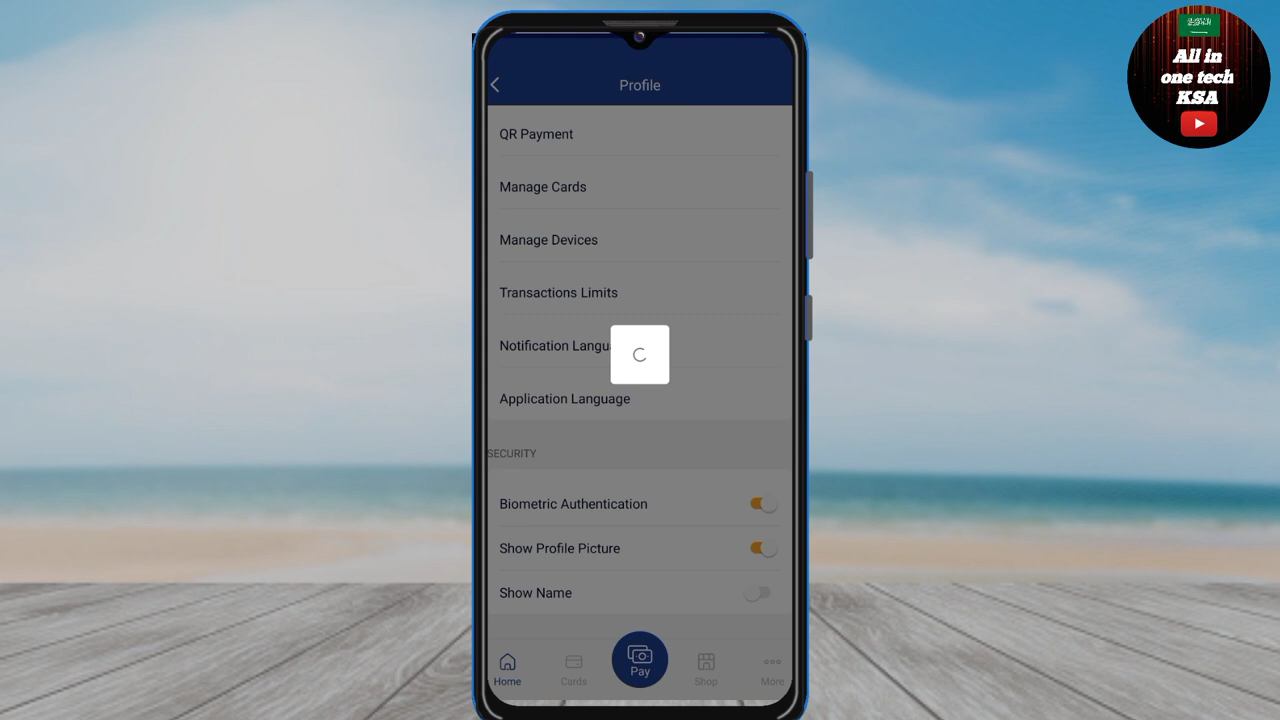 Profile
QR Payment
Manage Cards
Manage Devices
Transactions Limits
Notification Langu
Application Language
SECURITY
Biometric Authentication
Show Profile Picture
Show Name
Home
Cards
Pay
Shop
More
All in
one tech
KSA